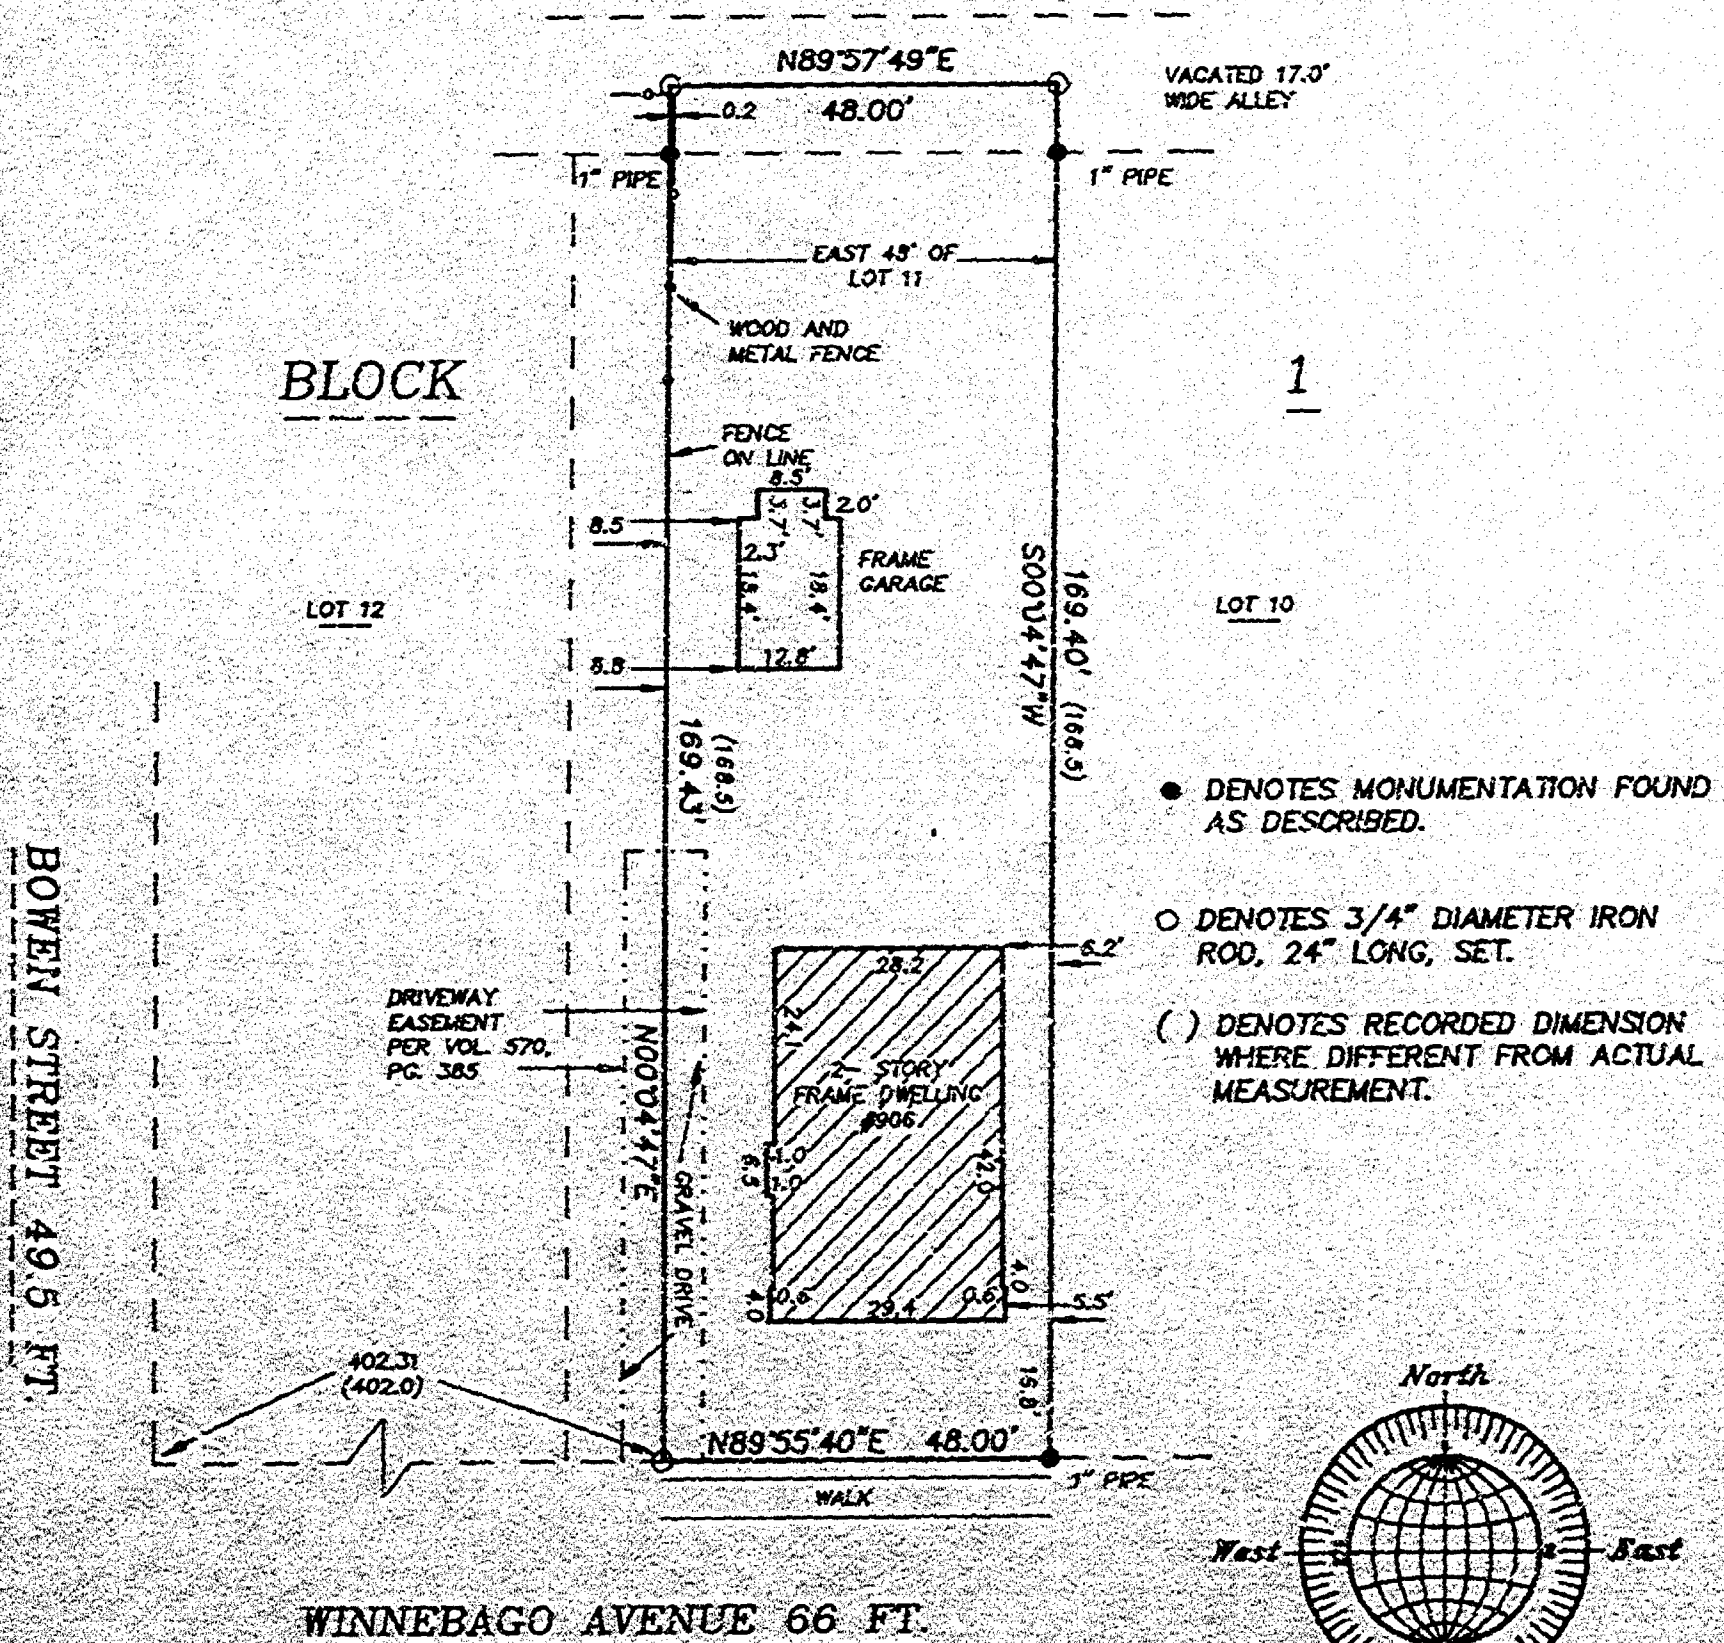 N89°57'49"E
48.00'
0.2
VACATED 17.0'
WIDE ALLEY
1" PIPE
1" PIPE
EAST 48' OF
LOT 11
WOOD AND
METAL FENCE
BLOCK
1
FENCE
ON LINE
8.5'
3.7'
3.7'
2.0'
8.5
2.3'
18.4'
18.4'
FRAME
GARAGE
12.8'
8.8
LOT 12
LOT 10
169.40' (168.5)
S00°04'47"W
(168.5)
169.43'
● DENOTES MONUMENTATION FOUND
AS DESCRIBED.
○ DENOTES 3/4" DIAMETER IRON
ROD, 24" LONG, SET.
( ) DENOTES RECORDED DIMENSION
WHERE DIFFERENT FROM ACTUAL
MEASUREMENT.
BOWEN STREET 49.5 FT.
DRIVEWAY
EASEMENT
PER VOL. 570,
PG. 385
N00°04'47"E
GRAVEL DRIVE
6.2'
28.2
24.1
2- STORY
FRAME DWELLING
#906
1.0
1.0
6.5
42.0
4.0
0.6
29.4
0.6
4.0
5.5'
15.8'
402.31
(402.0)
N89°55'40"E 48.00'
1" PIPE
WALK
North
West
East
WINNEBAGO AVENUE 66 FT.